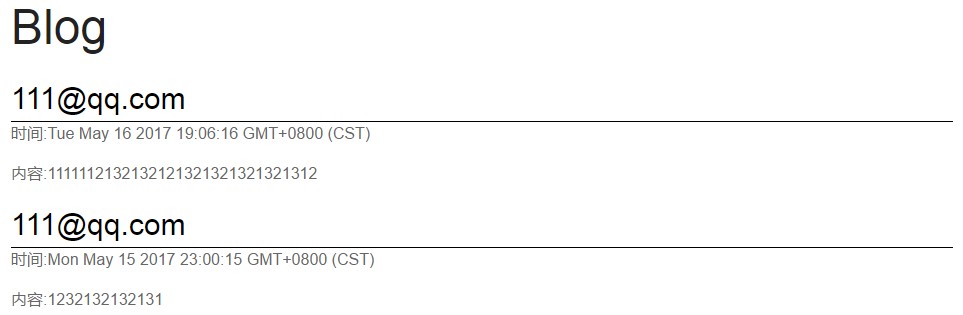 Blog
111@qq.com
时间:Tue May 16 2017 19:06:16 GMT+0800 (CST)
内容:1111112132132121321321321321312
111@qq.com
时间:Mon May 15 2017 23:00:15 GMT+0800 (CST)
内容:1232132132131